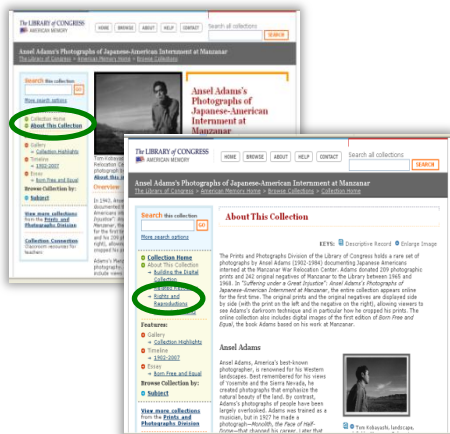 The LIBRARY of CONGRESS
AMERICAN MEMORY
HOME BROWSE ABOUT HELP CONTACT
Search all collections
SEARCH
Ansel Adams's Photographs of Japanese-American Internment at Manzanar
The Library of Congress > American Memory Home > Browse Collections
Search this collection
GO
More search options
Collection Home
About This Collection
Gallery
Collection Highlights
Timeline
1902-2007
Essay
Born Free and Equal
Browse Collection by:
Subject
View more collections
from the Prints and
Photographs Division
Collection Connection
Classroom resources for
teachers
Ansel Adams's
Photographs of
Japanese-American
Internment at
Manzanar
Overview
The LIBRARY of CONGRESS
AMERICAN MEMORY
HOME BROWSE ABOUT HELP CONTACT
Search all collections
SEARCH
Ansel Adams's Photographs of Japanese-American Internment at Manzanar
The Library of Congress > American Memory Home > Browse Collections > Collection Home
Search this collection
GO
More search options
Collection Home
About This Collection
Building the Digital
Collection
Rights and
Reproductions
Features:
Gallery
Collection Highlights
Timeline
1902-2007
Essay
Born Free and Equal
Browse Collection by:
Subject
View more collections
from the Prints and
Photographs Division
About This Collection
KEYS: Descriptive Record Enlarge Image
The Prints and Photographs Division of the Library of Congress holds a rare set of
photographs by Ansel Adams (1902-1984) documenting Japanese Americans
interned at the Manzanar War Relocation Center. Adams donated 209 photographic
prints and 242 original negatives of Manzanar to the Library between 1965 and
1968. In "Suffering under a Great Injustice": Ansel Adams's Photographs of
Japanese-American Internment at Manzanar, the entire collection appears online
for the first time. The original prints and the original negatives are displayed side
by side (with the print on the left and the negative on the right), allowing viewers to
see Adams's darkroom technique and in particular how he cropped his prints. The
online collection also includes digital images of the first edition of Born Free and
Equal, the book Adams based on his work at Manzanar.
Ansel Adams
Ansel Adams, America's best-known
photographer, is renowned for his Western
landscapes. Best remembered for his views
of Yosemite and the Sierra Nevada, he
created photographs that emphasize the
natural beauty of the land. By contrast,
Adams's photographs of people have been
largely overlooked. Adams was trained as a
musician, but in 1927 he made a
photograph—Monolith, the Face of Half
Dome—that changed his career. Later that
Tom Kobayashi, landscape,